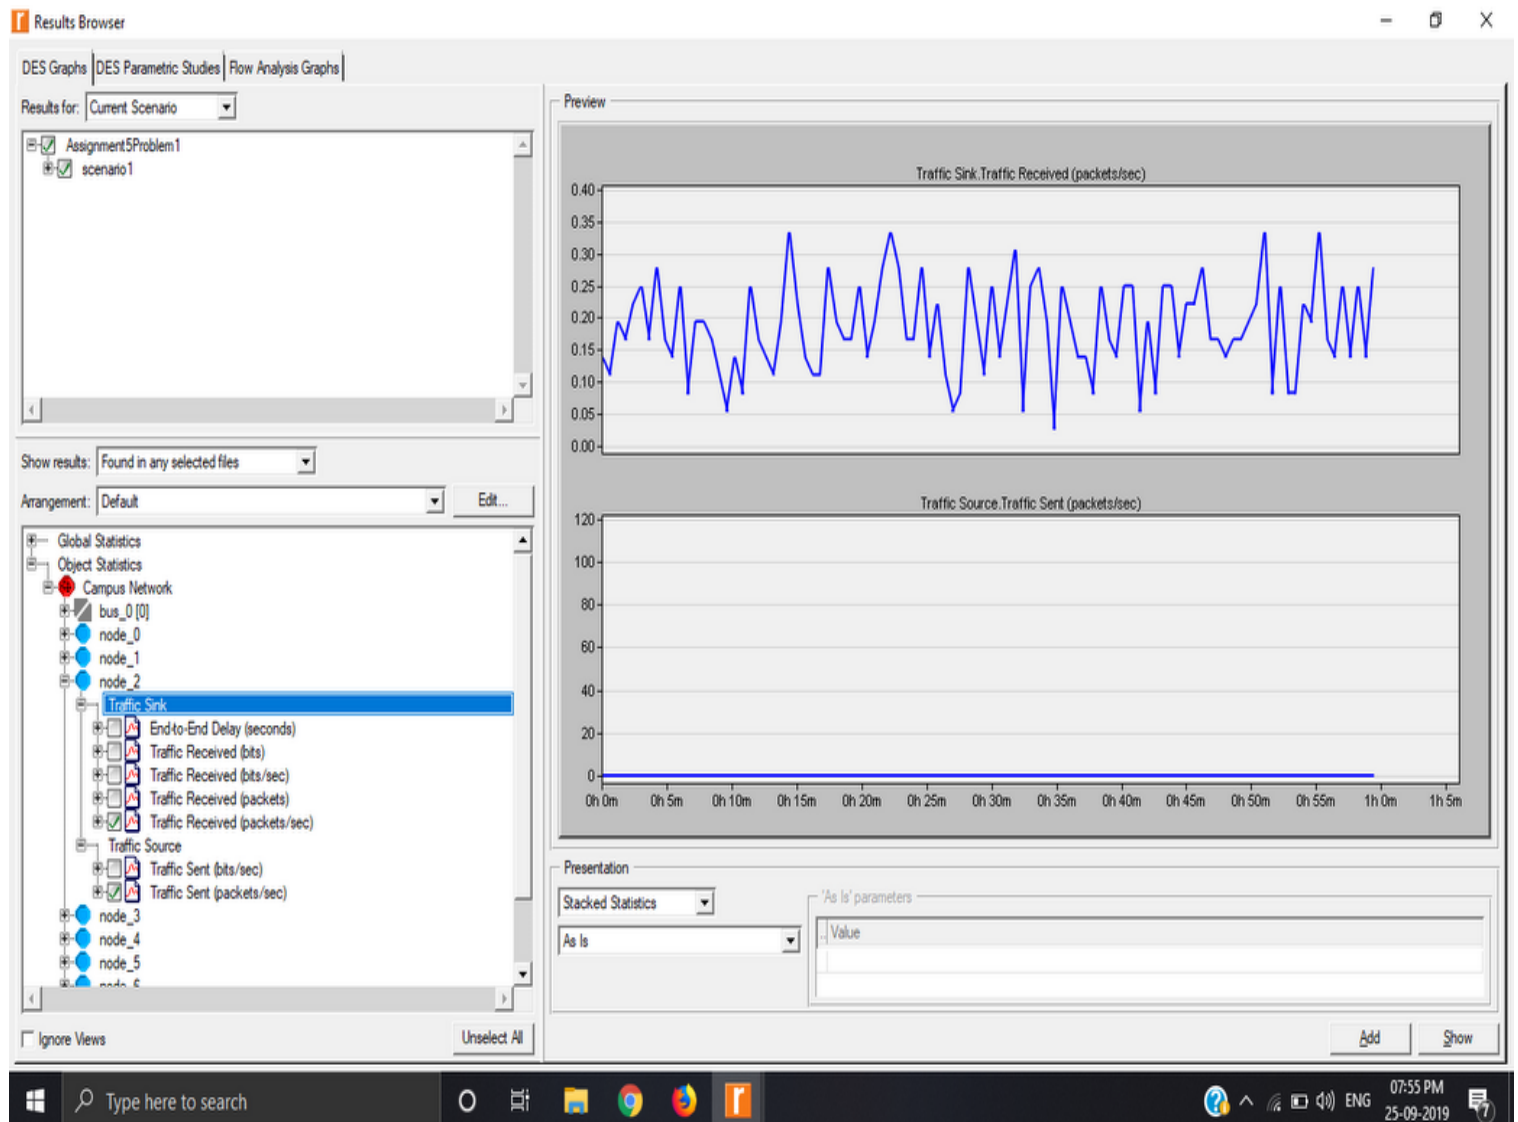 Results Browser
DES Graphs DES Parametric Studies Flow Analysis Graphs
Results for: Current Scenario
Assignment5Problem1
scenario1
Show results: Found in any selected files
Arrangement: Default Edit...
Global Statistics
Object Statistics
Campus Network
bus_0 [0]
node_0
node_1
node_2
Traffic Sink
End-to-End Delay (seconds)
Traffic Received (bits)
Traffic Received (bits/sec)
Traffic Received (packets)
Traffic Received (packets/sec)
Traffic Source
Traffic Sent (bits/sec)
Traffic Sent (packets/sec)
node_3
node_4
node_5
Ignore Views Unselect All
Preview
Traffic Sink.Traffic Received (packets/sec)
0.40
0.35
0.30
0.25
0.20
0.15
0.10
0.05
0.00
Traffic Source.Traffic Sent (packets/sec)
120
100
80
60
40
20
0
0h 0m 0h 5m 0h 10m 0h 15m 0h 20m 0h 25m 0h 30m 0h 35m 0h 40m 0h 45m 0h 50m 0h 55m 1h 0m 1h 5m
Presentation
Stacked Statistics
As Is
'As Is' parameters
.. Value
Add Show
Type here to search
ENG
07:55 PM
25-09-2019
7